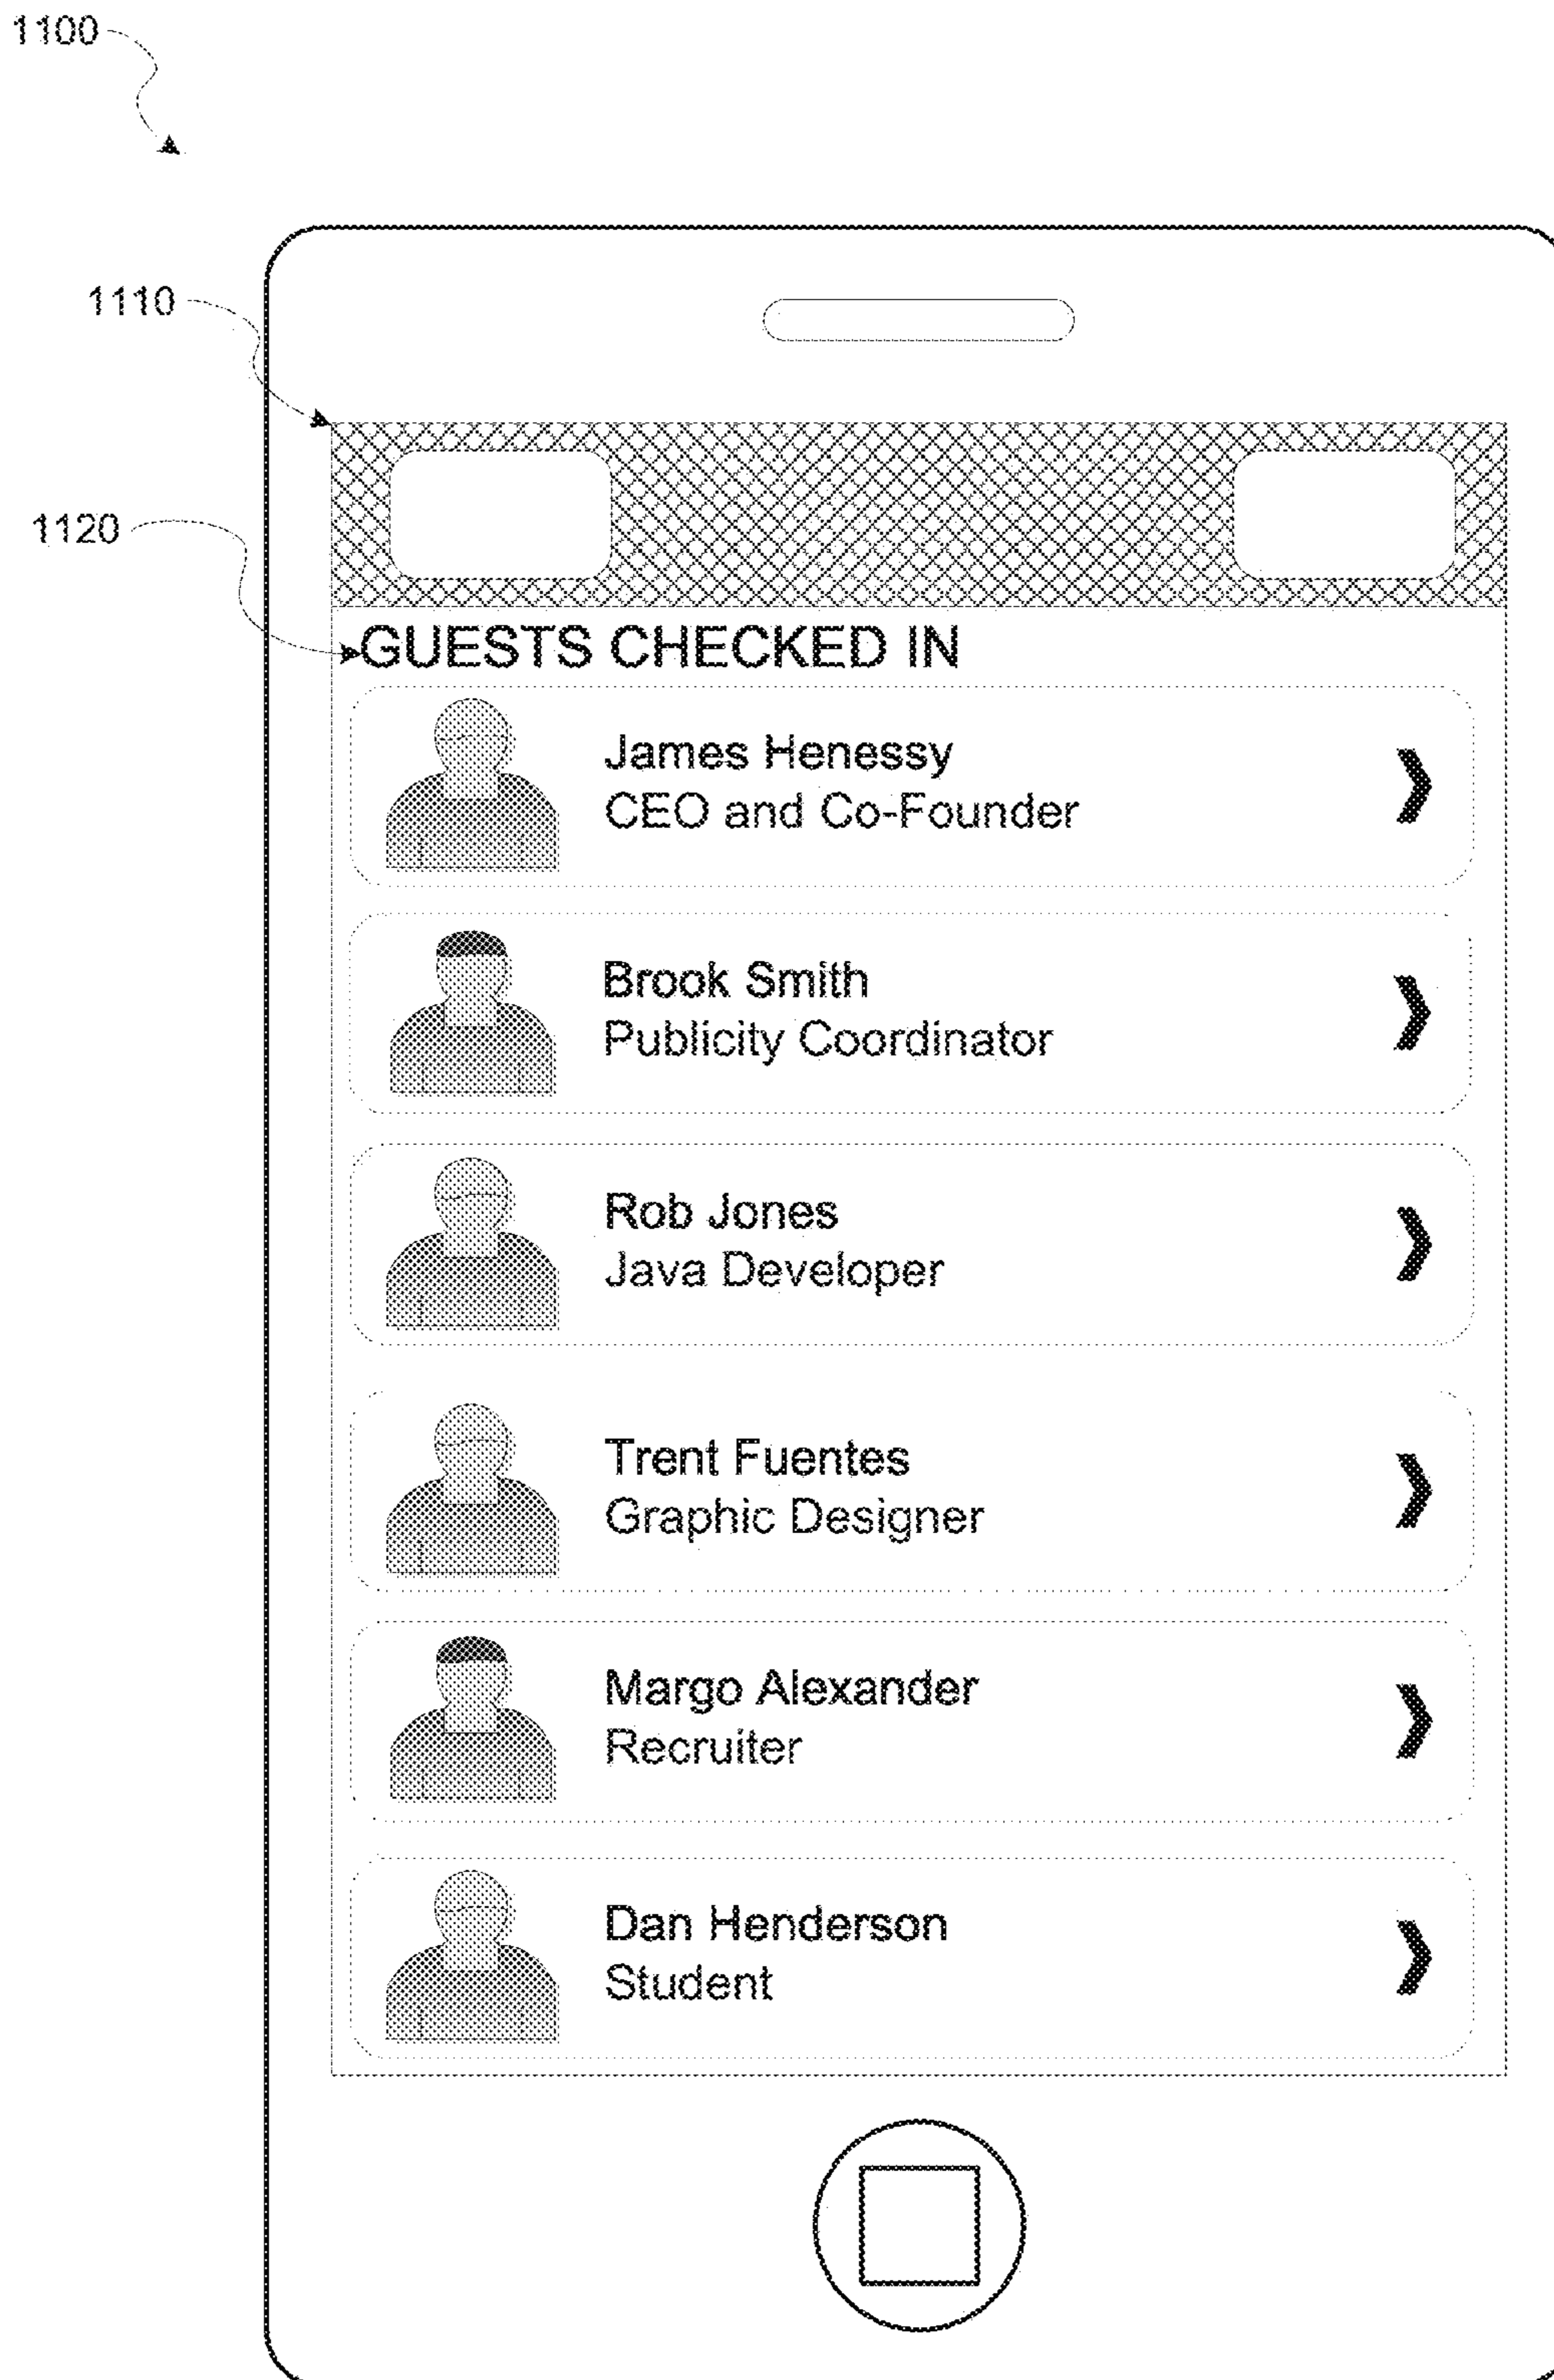 1100
1110
1120
GUESTS CHECKED IN
James Henessy
CEO and Co-Founder
Brook Smith
Publicity Coordinator
Rob Jones
Java Developer
Trent Fuentes
Graphic Designer
Margo Alexander
Recruiter
Dan Henderson
Student